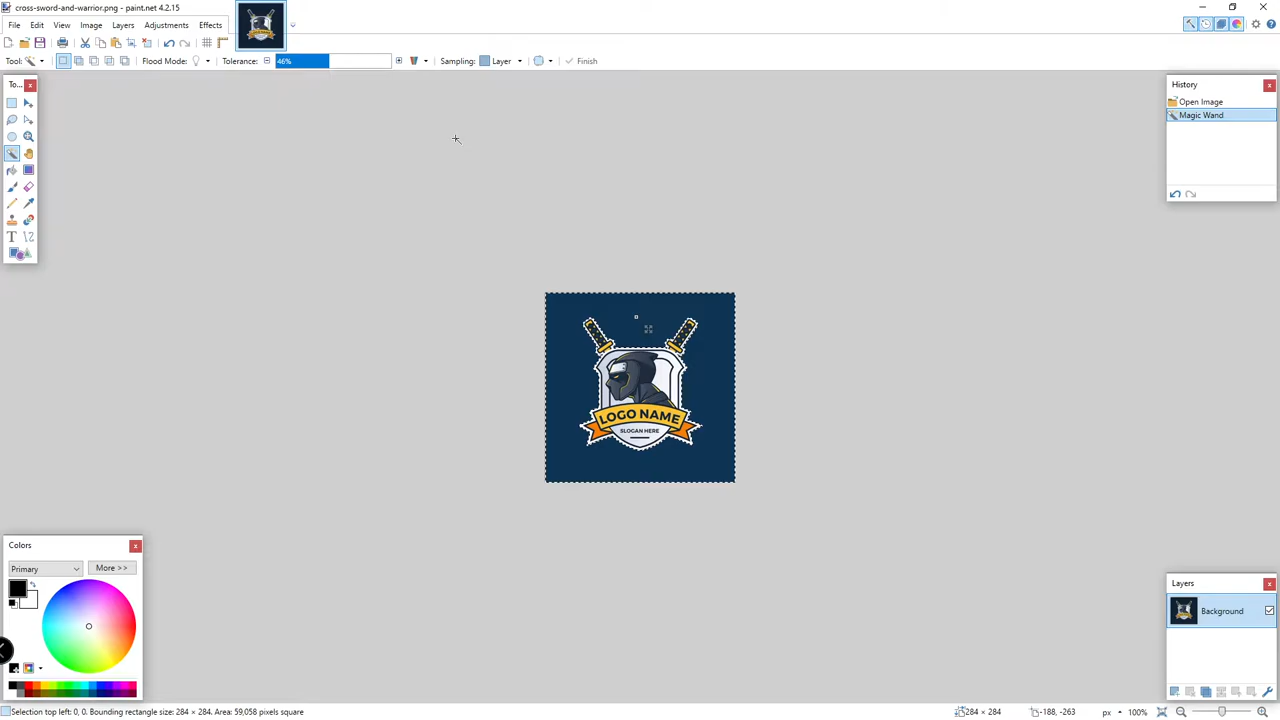 cross-sword-and-warrior.png - paint.net 4.2.15
File Edit View Image Layers Adjustments Effects
Tool: Flood Mode: Tolerance: 46% Sampling: Layer Finish
To...
History
Open Image
Magic Wand
LOGO NAME
SLOGAN HERE
Colors
Primary More >>
Layers
Background
Selection top left: 0, 0. Bounding rectangle size: 284 × 284. Area: 59,058 pixels square 284 × 284 -188, -263 px 100%